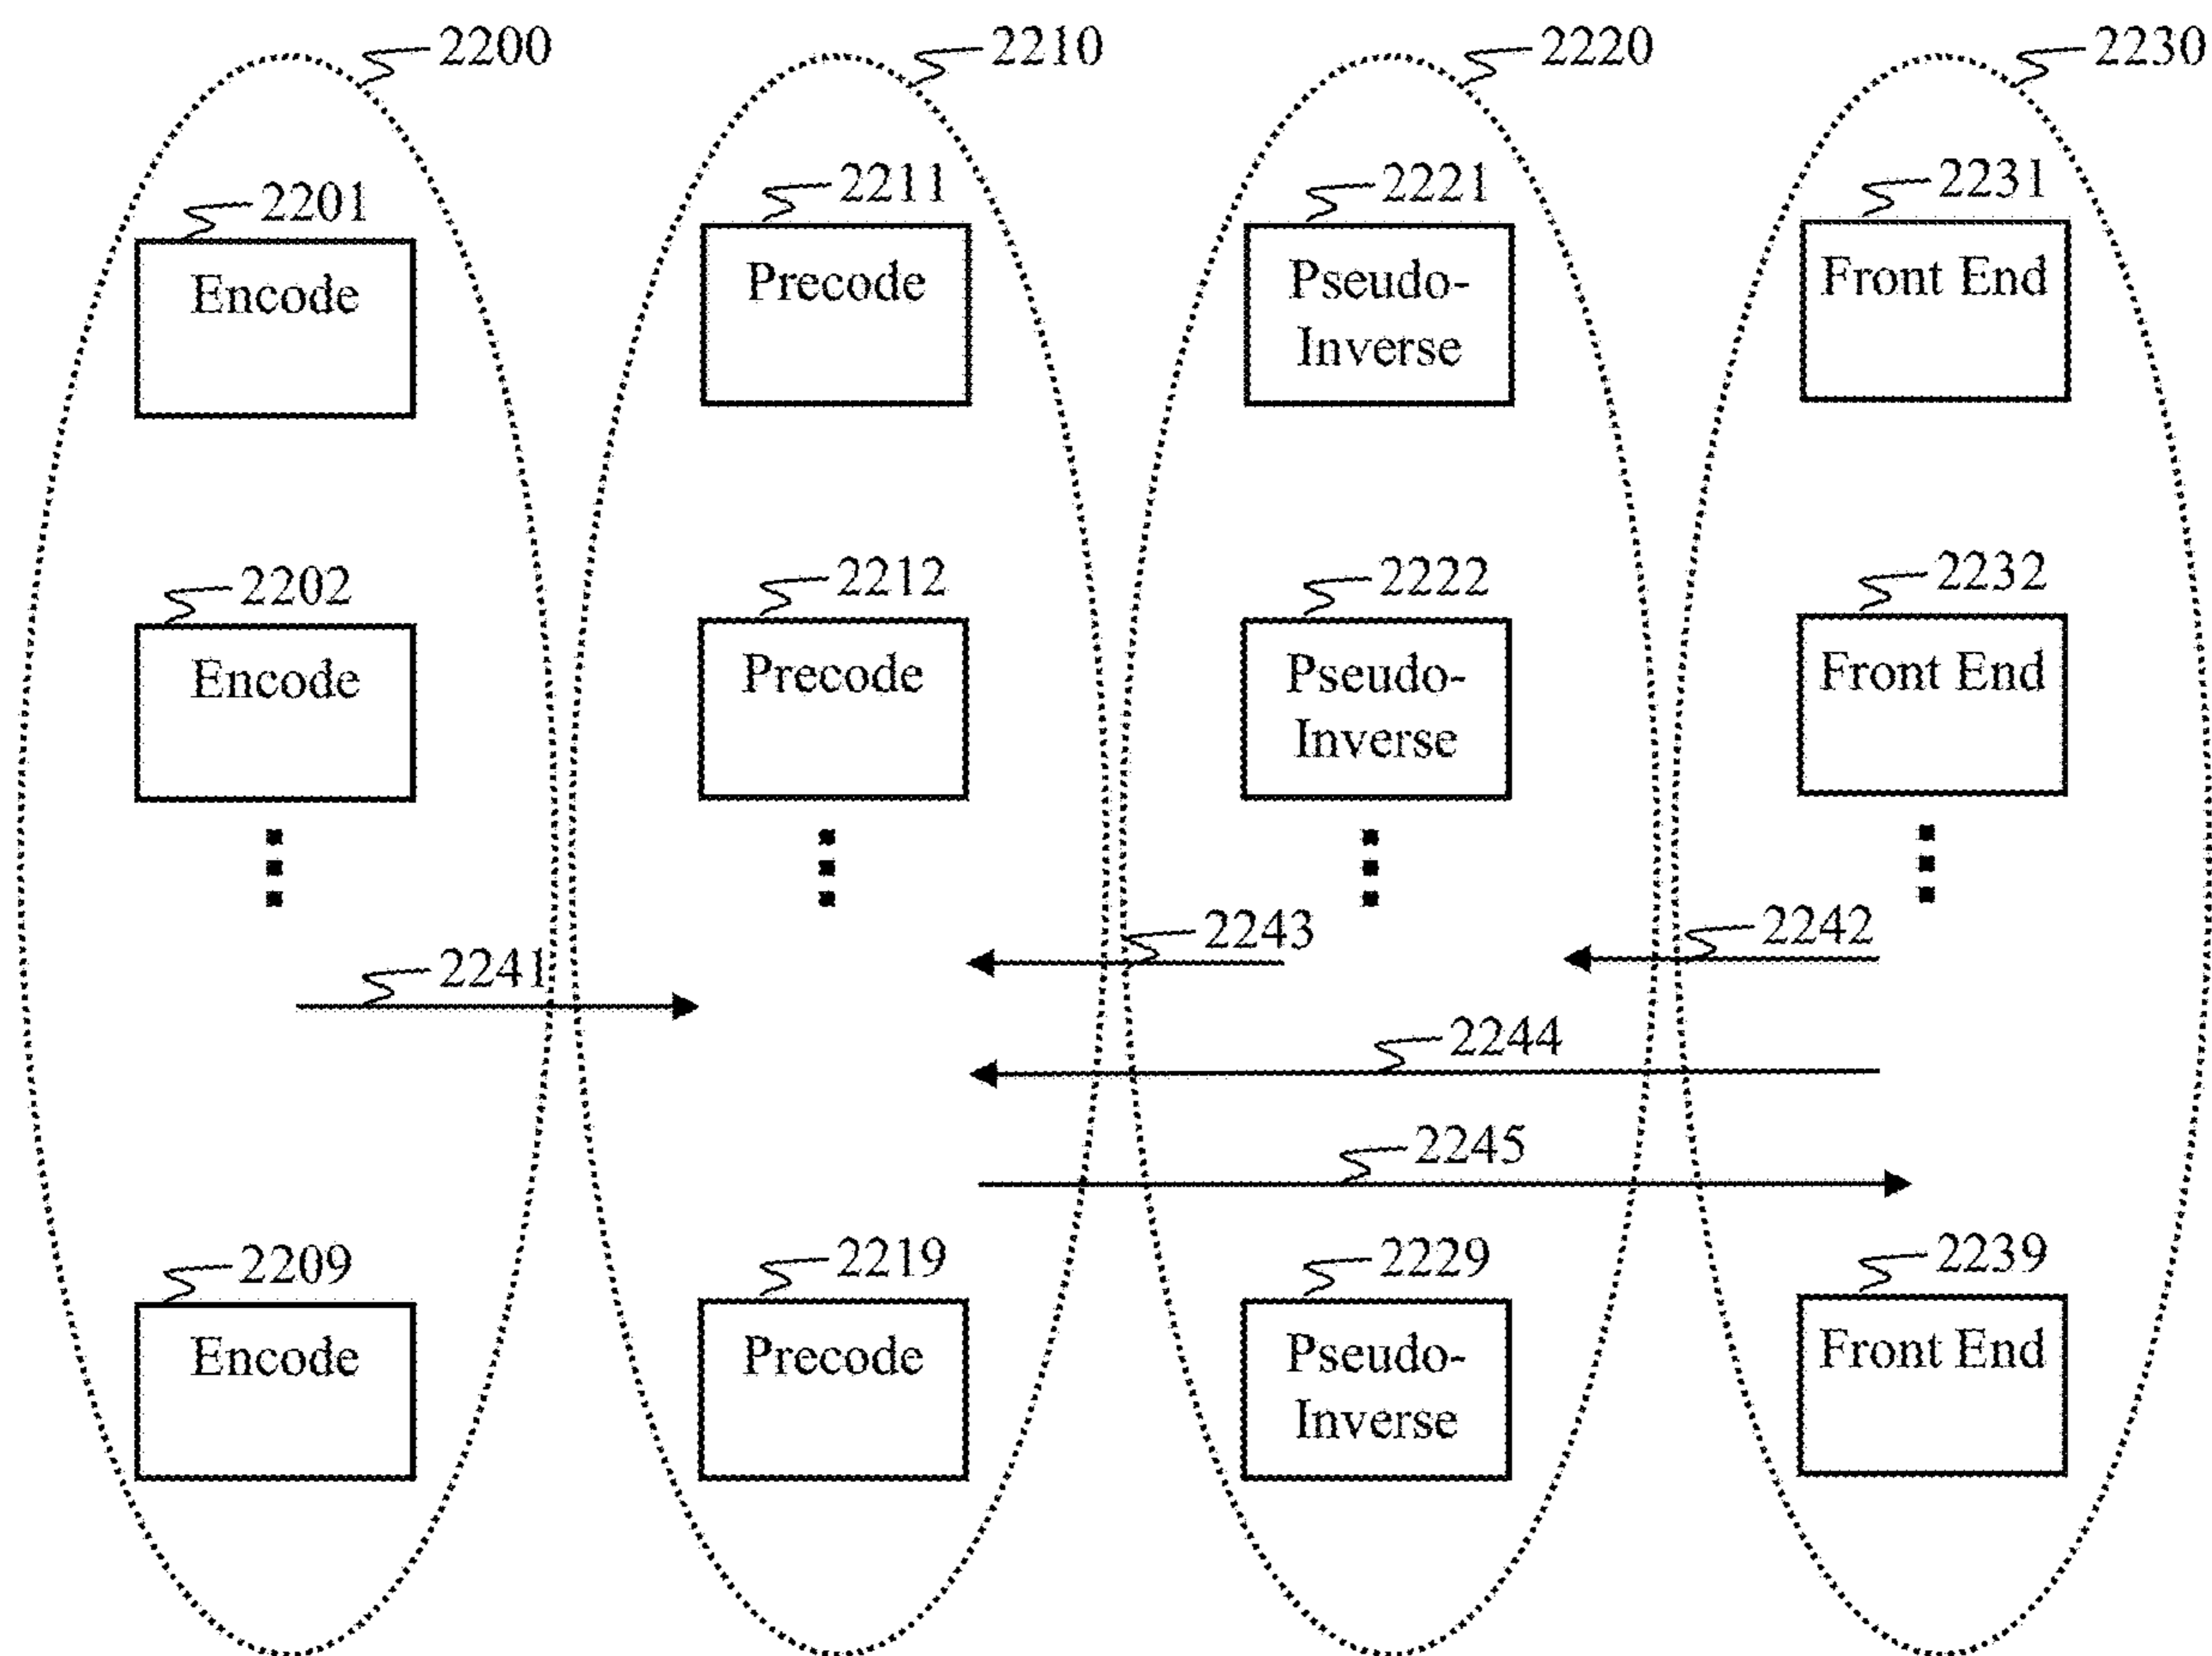 2200
2210
2220
2230
2201
2211
2221
2231
Encode
Precode
Pseudo-
Inverse
Front End
2202
2212
2222
2232
Encode
Precode
Pseudo-
Inverse
Front End
2241
2243
2242
2244
2245
2209
2219
2229
2239
Encode
Precode
Pseudo-
Inverse
Front End